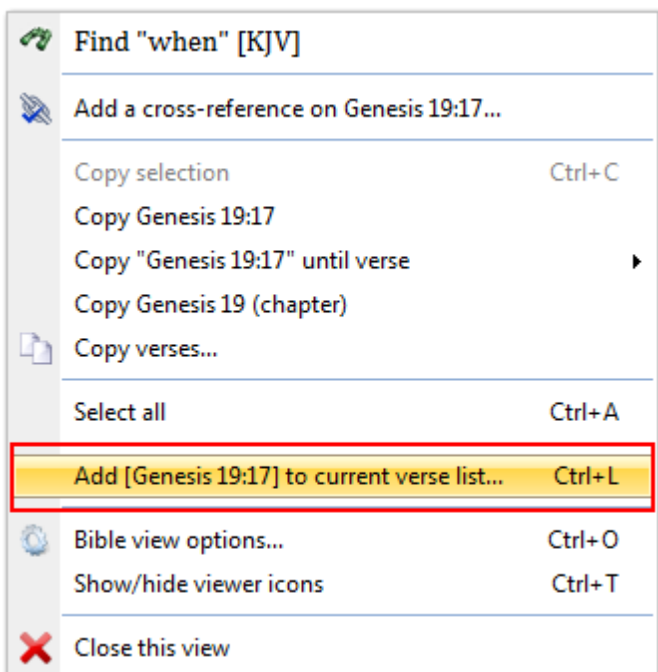 Find "when" [KJV]
Add a cross-reference on Genesis 19:17...
Copy selection Ctrl+C
Copy Genesis 19:17
Copy "Genesis 19:17" until verse
Copy Genesis 19 (chapter)
Copy verses...
Select all Ctrl+A
Add [Genesis 19:17] to current verse list... Ctrl+L
Bible view options... Ctrl+O
Show/hide viewer icons Ctrl+T
Close this view